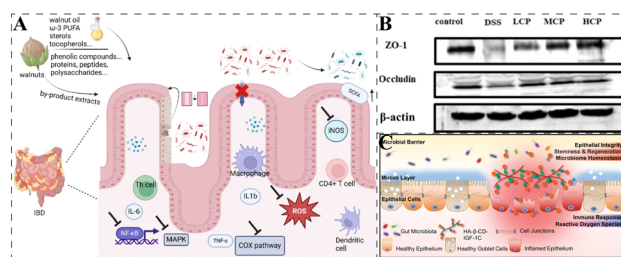 A
walnut oil
ω-3 PUFA
sterols
tocopherols...
phenolic compounds...
proteins, peptides,
polysaccharides...
walnuts
by-product extracts
IBD
SCFA
iNOS
Th cell
Macrophage
CD4+ T cell
IL-6
IL1b
ROS
NF-κB
MAPK
TNF-α
COX pathway
Dendritic
cell
B
control
DSS
LCP
MCP
HCP
ZO-1
Occludin
β-actin
C
Microbial Barrier
Epithelial Integrity
Stemness & Regeneration
Microbiome Homeostasis
Mucus Layer
Epithelial Cells
Immune Response
Reactive Oxygen Species
Gut Microbiota
HA-β-CD-
IGF-1C
Cell Junctions
Healthy Epithelium
Healthy Goblet Cells
Inflamed Epithelium